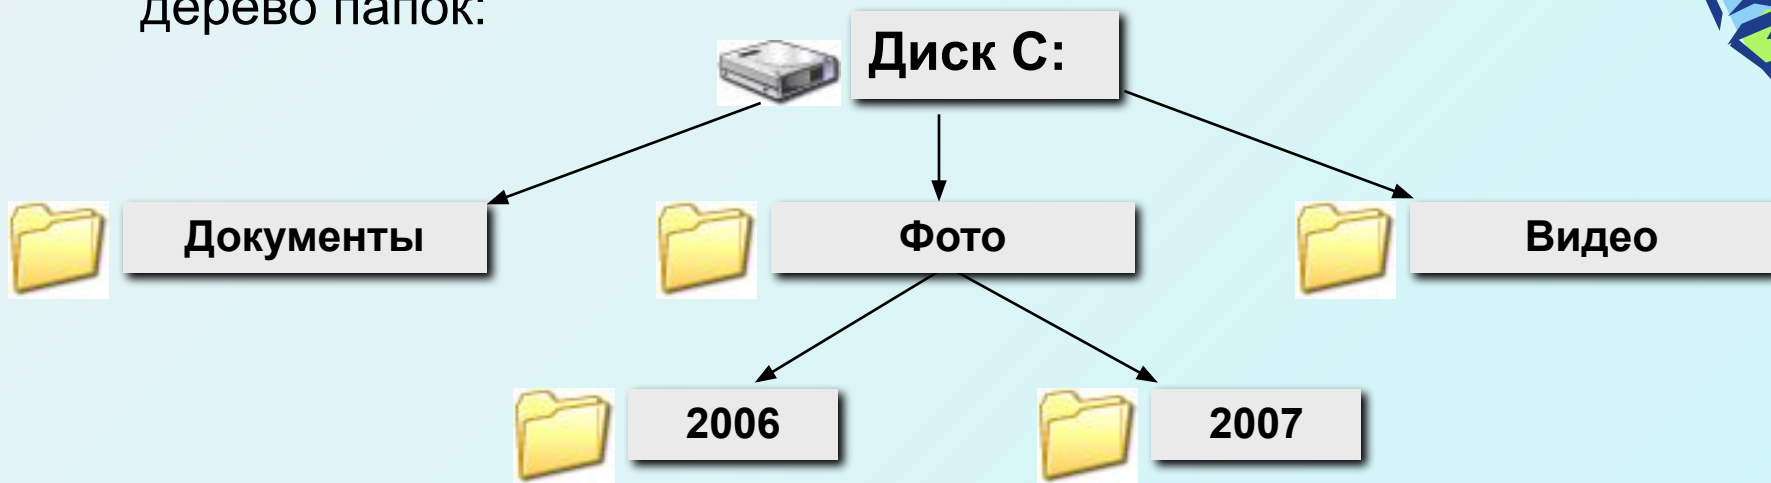 дерево папок:
Диск C:
Документы
Фото
Видео
2006
2007